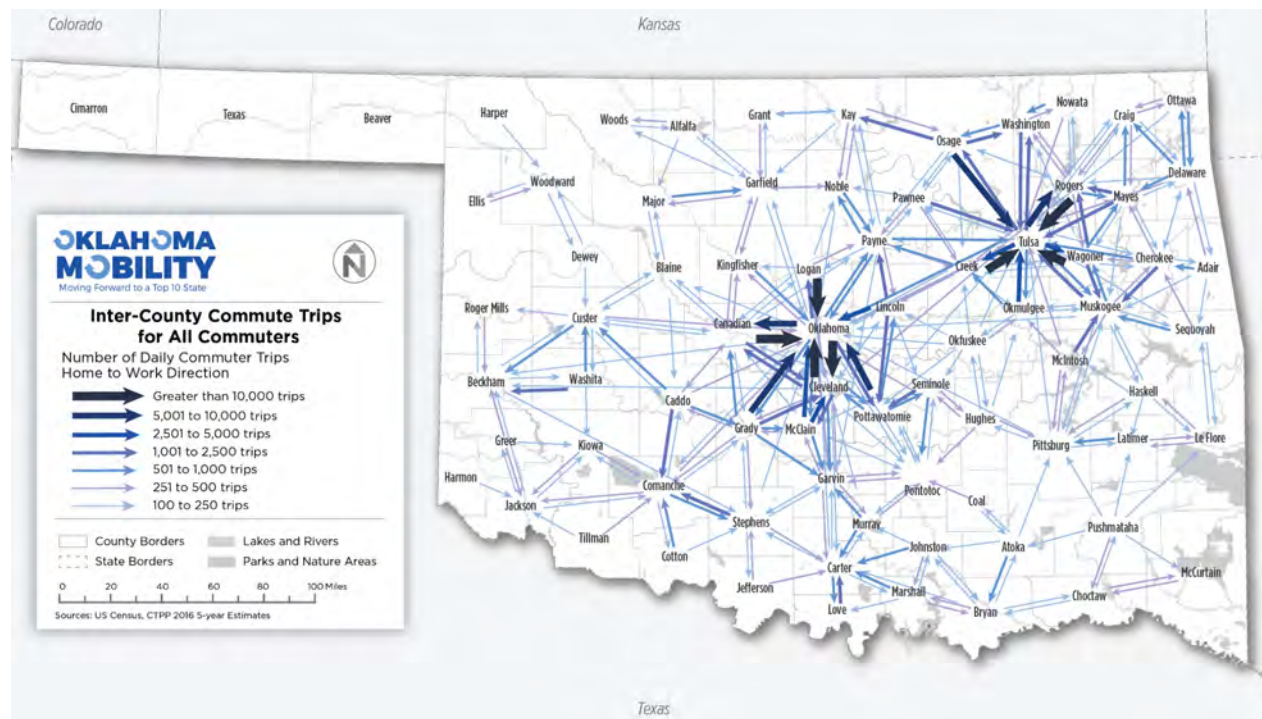 Colorado
Kansas
Cimarron
Texas
Beaver
Harper
Woods
Alfalfa
Grant
Kay
Nowata
Ottawa
Craig
Washington
Osage
Woodward
Ellis
Major
Garfield
Noble
Pawnee
Rogers
Mayes
Delaware
OKLAHOMA
MOBILITY
Moving Forward to a Top 10 State
N
Dewey
Blaine
Kingfisher
Logan
Payne
Creek
Tulsa
Wagoner
Cherokee
Adair
Inter-County Commute Trips
for All Commuters
Number of Daily Commuter Trips
Home to Work Direction
Greater than 10,000 trips
5,001 to 10,000 trips
2,501 to 5,000 trips
1,001 to 2,500 trips
501 to 1,000 trips
251 to 500 trips
100 to 250 trips
County Borders
Lakes and Rivers
State Borders
Parks and Nature Areas
0 20 40 60 80 100 Miles
Sources: US Census, CTPP 2016 5-year Estimates
Roger Mills
Custer
Canadian
Oklahoma
Lincoln
Okmulgee
Muskogee
Sequoyah
Okfuskee
McIntosh
Beckham
Washita
Caddo
Cleveland
Seminole
Haskell
Grady
McClain
Pottawatomie
Hughes
Pittsburg
Latimer
Le Flore
Greer
Kiowa
Harmon
Jackson
Comanche
Garvin
Pontotoc
Coal
Tillman
Stephens
Murray
Pushmataha
Cotton
Johnston
Atoka
Carter
Jefferson
Love
Marshall
Bryan
Choctaw
McCurtain
Texas